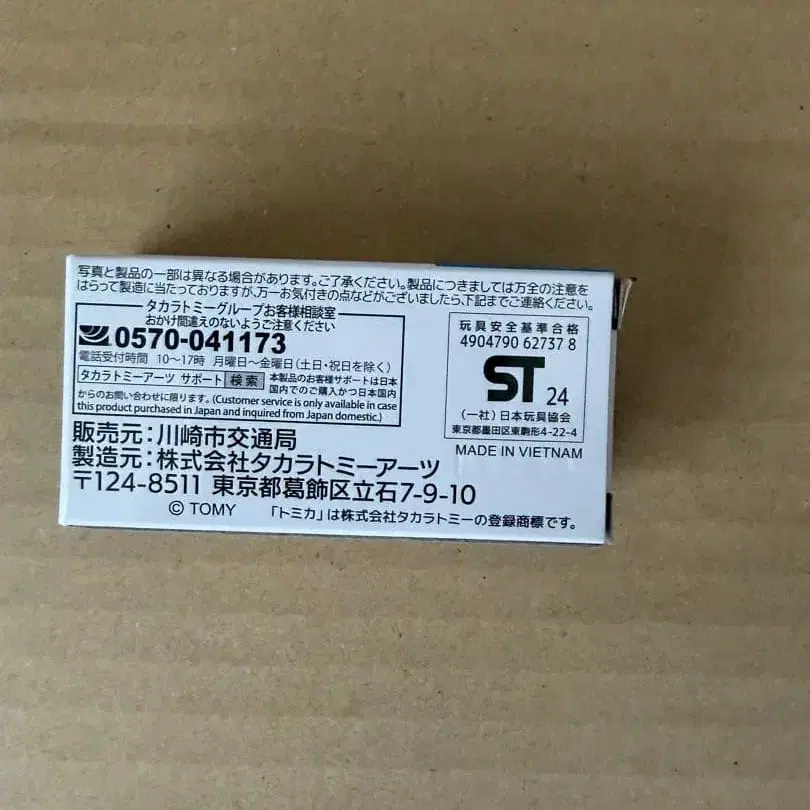 写真と製品の一部は異なる場合があります。ご了承ください。製品につきましては万全の注意を
はらって製造に当たっておりますが、万一お気付きの点などがございましたら、下記までご連絡ください。
タカラトミーグループお客様相談室
おかけ間違えのないようご注意ください
0570-041173
電話受付時間 10〜17時 月曜日〜金曜日(土日・祝日を除く)
タカラトミーアーツ サポート 検索 本製品のお客様サポートは日本
国内でのご購入かつ日本国内
からのお問い合わせに限ります。(Customer service is only available in case
this product purchased in Japan and inquired from Japan domestic.)
玩具安全基準合格
4904790 62737 8
ST 24
(一社)日本玩具協会
東京都墨田区東駒形4-22-4
MADE IN VIETNAM
販売元:川崎市交通局
製造元:株式会社タカラトミーアーツ
〒124-8511 東京都葛飾区立石7-9-10
© TOMY 「トミカ」は株式会社タカラトミーの登録商標です。